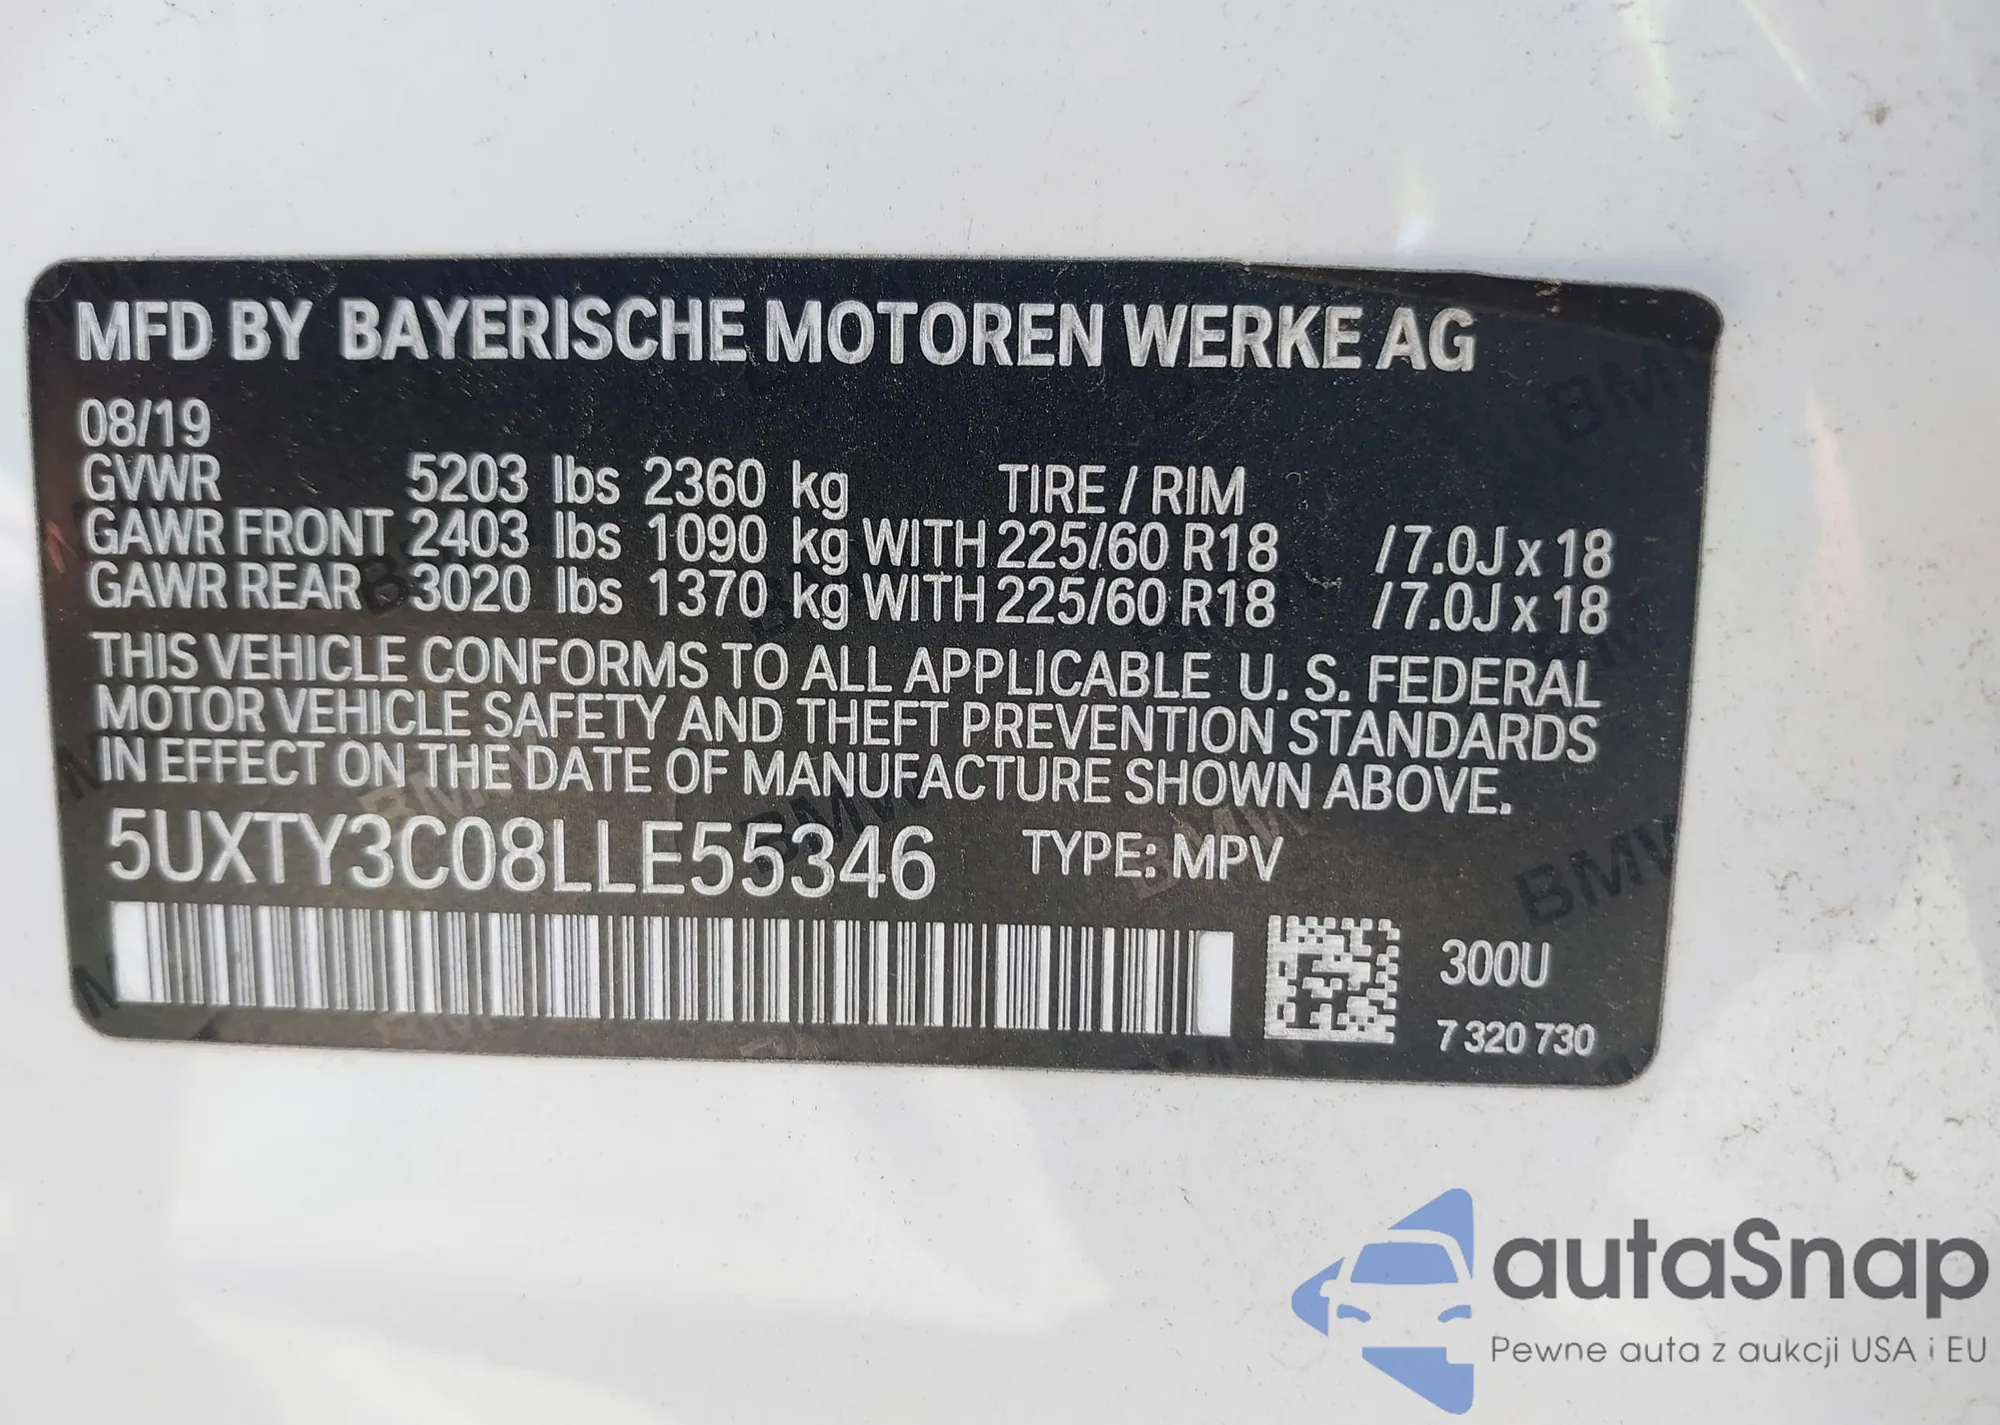 MFD BY BAYERISCHE MOTOREN WERKE AG
08/19
GVWR 5203 lbs 2360 kg TIRE / RIM
GAWR FRONT 2403 lbs 1090 kg WITH 225/60 R18 / 7.0J x 18
GAWR REAR 3020 lbs 1370 kg WITH 225/60 R18 / 7.0J x 18
THIS VEHICLE CONFORMS TO ALL APPLICABLE U. S. FEDERAL
MOTOR VEHICLE SAFETY AND THEFT PREVENTION STANDARDS
IN EFFECT ON THE DATE OF MANUFACTURE SHOWN ABOVE.
5UXTY3C08LLE55346 TYPE: MPV
300U
7 320 730
autaSnap
Pewne auta z aukcji USA i EU